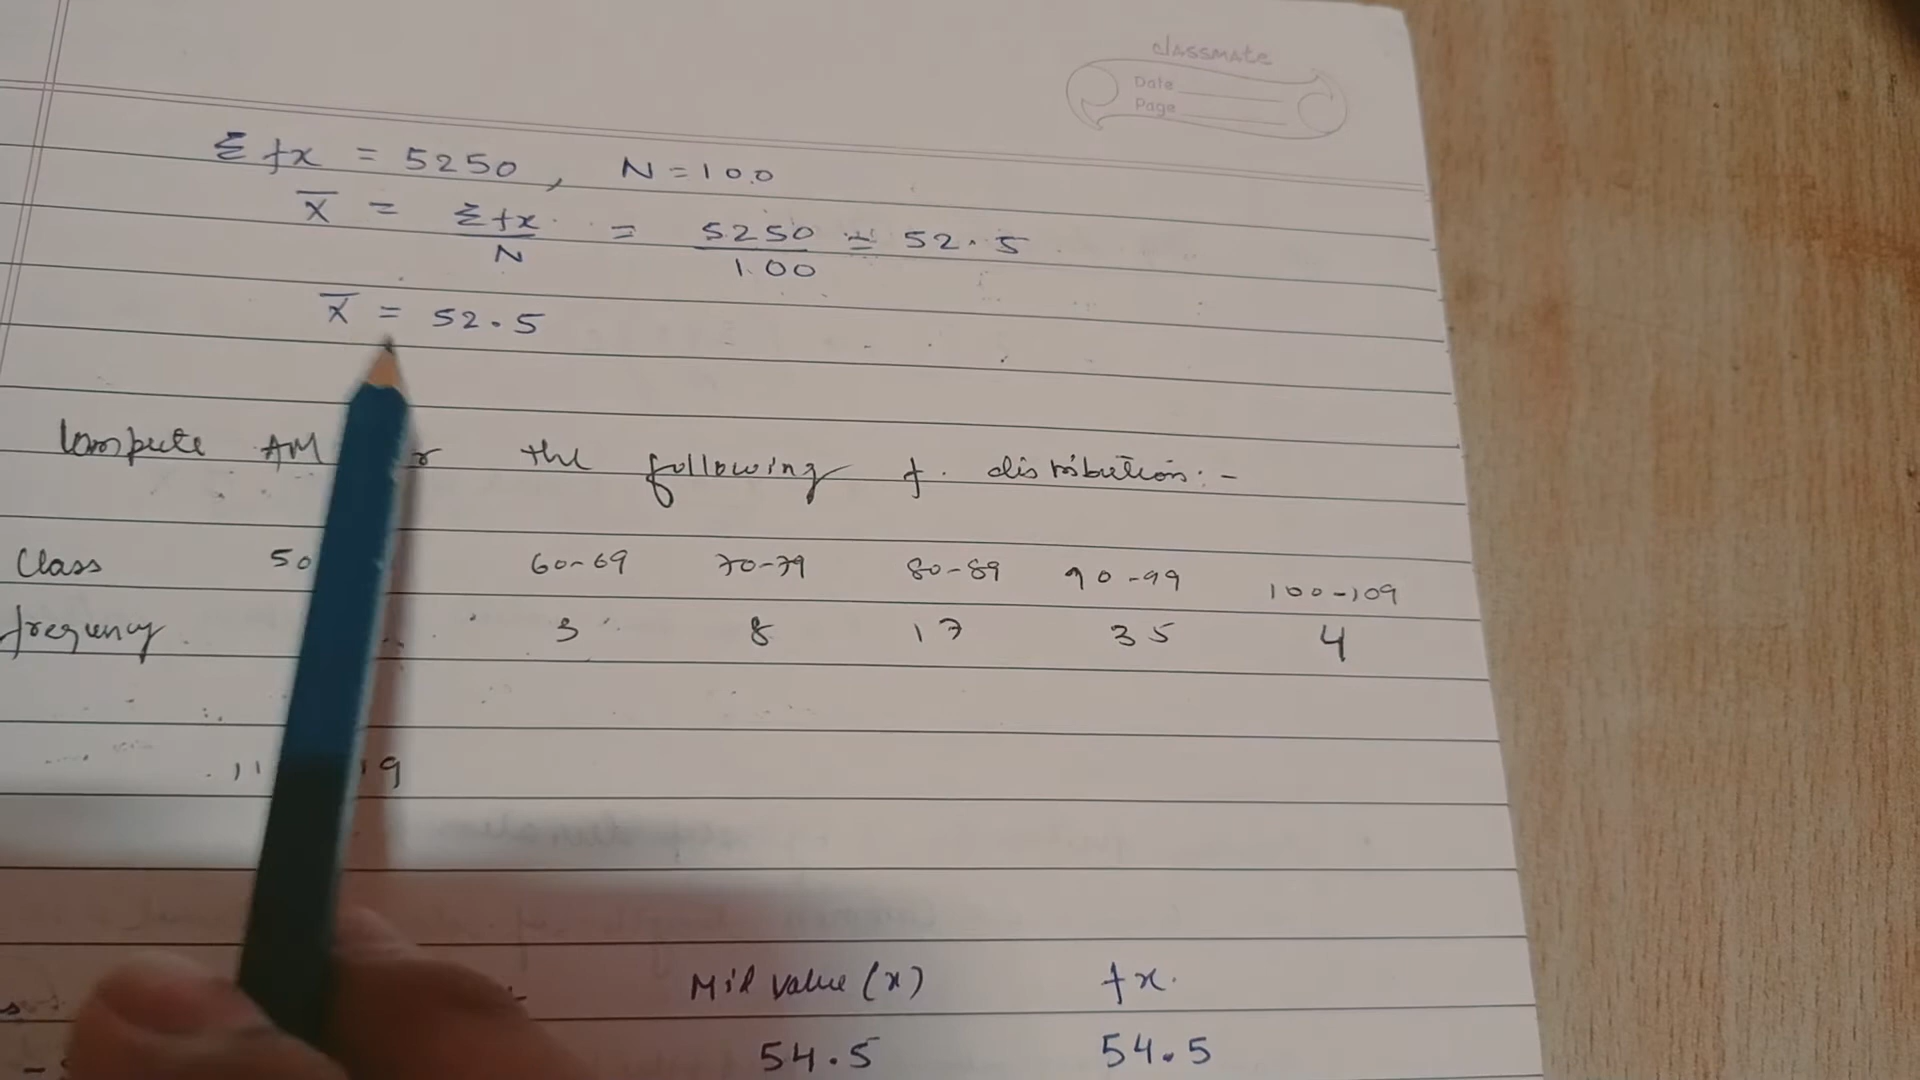 classmate
Date
Page
Σfx = 5250, N = 100
x̄ = Σfx/N = 5250/100 = 52.5
x̄ = 52.5
Compute AM the following f. distribution:-
Class 50 60-69 70-79 80-89 90-99 100-109
frequency 3 8 17 35 4
11 19
Mid value (x) fx.
54.5 54.5